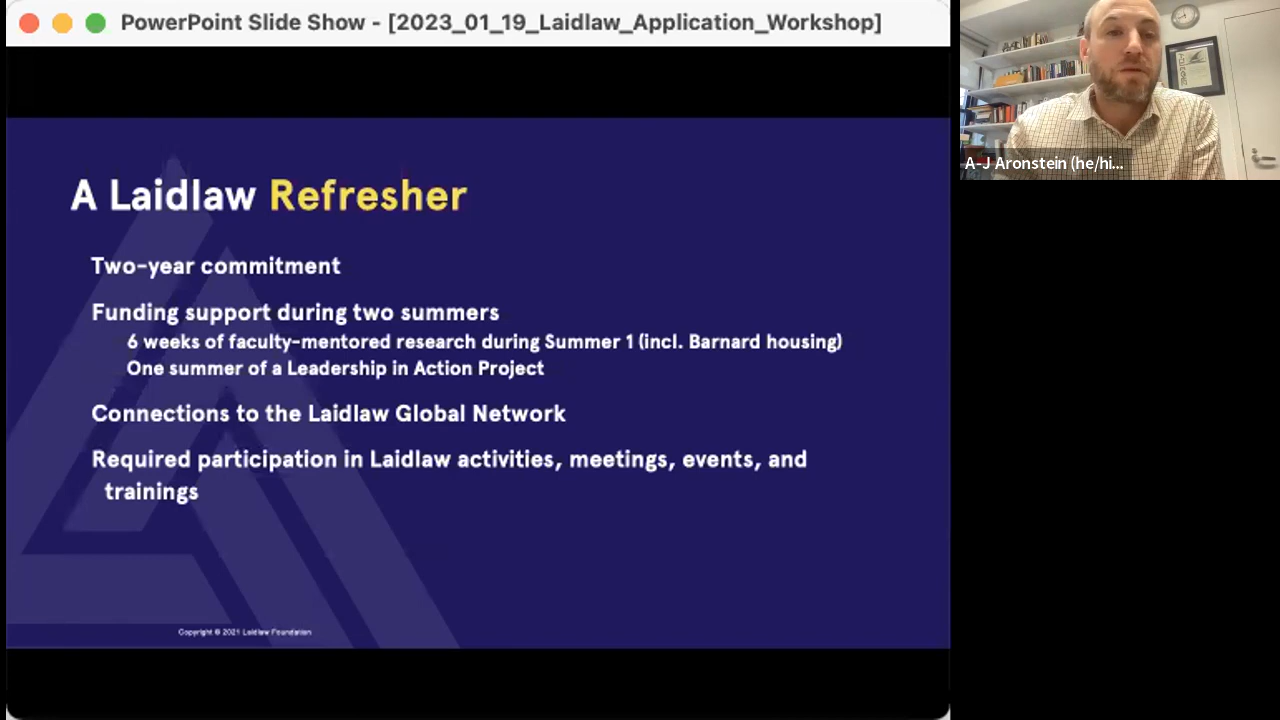 PowerPoint Slide Show - [2023_01_19_Laidlaw_Application_Workshop]
A-J Aronstein (he/hi...
A Laidlaw Refresher
Two-year commitment
Funding support during two summers
6 weeks of faculty-mentored research during Summer 1 (incl. Barnard housing)
One summer of a Leadership in Action Project
Connections to the Laidlaw Global Network
Required participation in Laidlaw activities, meetings, events, and
trainings
Copyright © 2021 Laidlaw Foundation